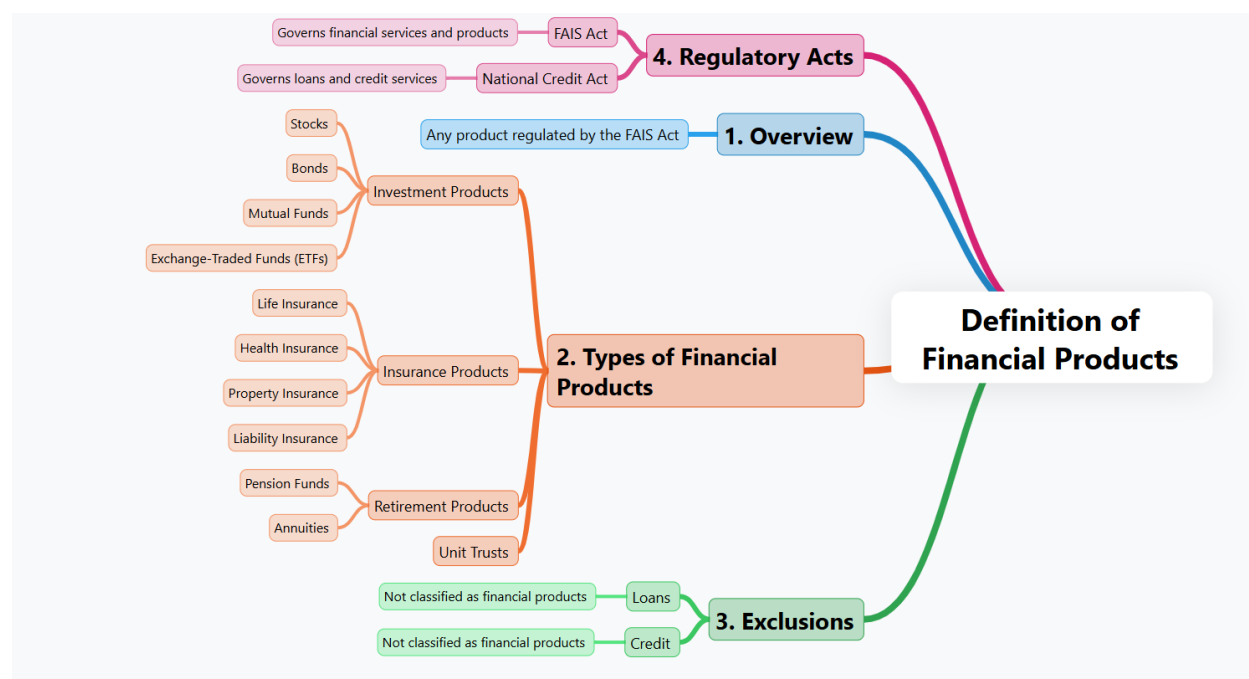 Definition of
Financial Products
4. Regulatory Acts
FAIS Act
Governs financial services and products
National Credit Act
Governs loans and credit services
1. Overview
Any product regulated by the FAIS Act
2. Types of Financial
Products
Investment Products
Stocks
Bonds
Mutual Funds
Exchange-Traded Funds (ETFs)
Insurance Products
Life Insurance
Health Insurance
Property Insurance
Liability Insurance
Retirement Products
Pension Funds
Annuities
Unit Trusts
3. Exclusions
Loans
Not classified as financial products
Credit
Not classified as financial products